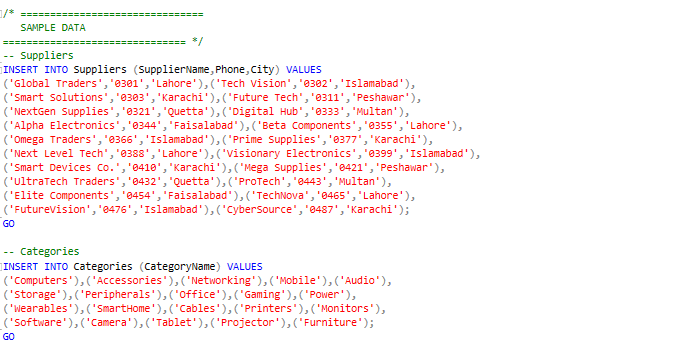 /* ===============================
SAMPLE DATA
=============================== */
-- Suppliers
INSERT INTO Suppliers (SupplierName,Phone,City) VALUES
('Global Traders','0301','Lahore'),('Tech Vision','0302','Islamabad'),
('Smart Solutions','0303','Karachi'),('Future Tech','0311','Peshawar'),
('NextGen Supplies','0321','Quetta'),('Digital Hub','0333','Multan'),
('Alpha Electronics','0344','Faisalabad'),('Beta Components','0355','Lahore'),
('Omega Traders','0366','Islamabad'),('Prime Supplies','0377','Karachi'),
('Next Level Tech','0388','Lahore'),('Visionary Electronics','0399','Islamabad'),
('Smart Devices Co.','0410','Karachi'),('Mega Supplies','0421','Peshawar'),
('UltraTech Traders','0432','Quetta'),('ProTech','0443','Multan'),
('Elite Components','0454','Faisalabad'),('TechNova','0465','Lahore'),
('FutureVision','0476','Islamabad'),('CyberSource','0487','Karachi');
GO
-- Categories
INSERT INTO Categories (CategoryName) VALUES
('Computers'),('Accessories'),('Networking'),('Mobile'),('Audio'),
('Storage'),('Peripherals'),('Office'),('Gaming'),('Power'),
('Wearables'),('SmartHome'),('Cables'),('Printers'),('Monitors'),
('Software'),('Camera'),('Tablet'),('Projector'),('Furniture');
GO